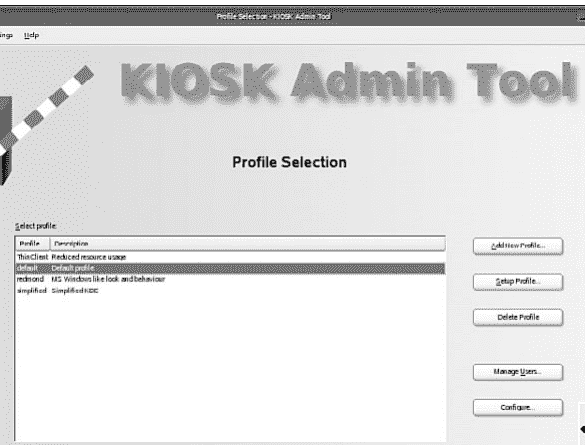 Profile Selection - KIOSK Admin Tool
ings Help
KIOSK Admin Tool
Profile Selection
Select profile:
Profile Description
ThinClient Reduced resource usage
default Default profile
redmond MS Windows like look and behaviour
simplified Simplified KDE
Add New Profile...
Setup Profile...
Delete Profile
Manage Users...
Configure...